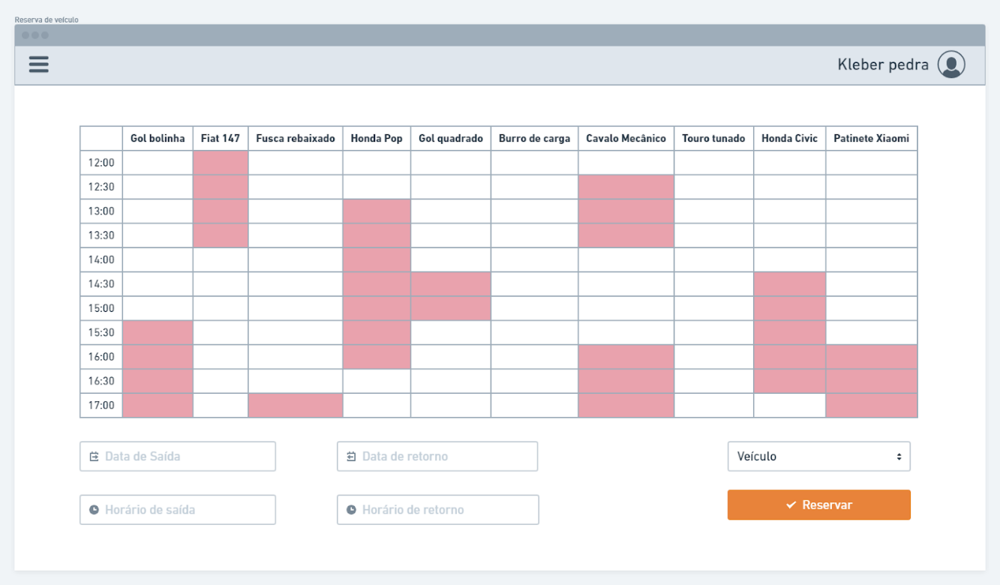 Reserva de veículo
Kleber pedra
Gol bolinha Fiat 147 Fusca rebaixado Honda Pop Gol quadrado Burro de carga Cavalo Mecânico Touro tunado Honda Civic Patinete Xiaomi
12:00
12:30
13:00
13:30
14:00
14:30
15:00
15:30
16:00
16:30
17:00
Data de Saída Data de retorno Veículo
Horário de saída Horário de retorno Reservar